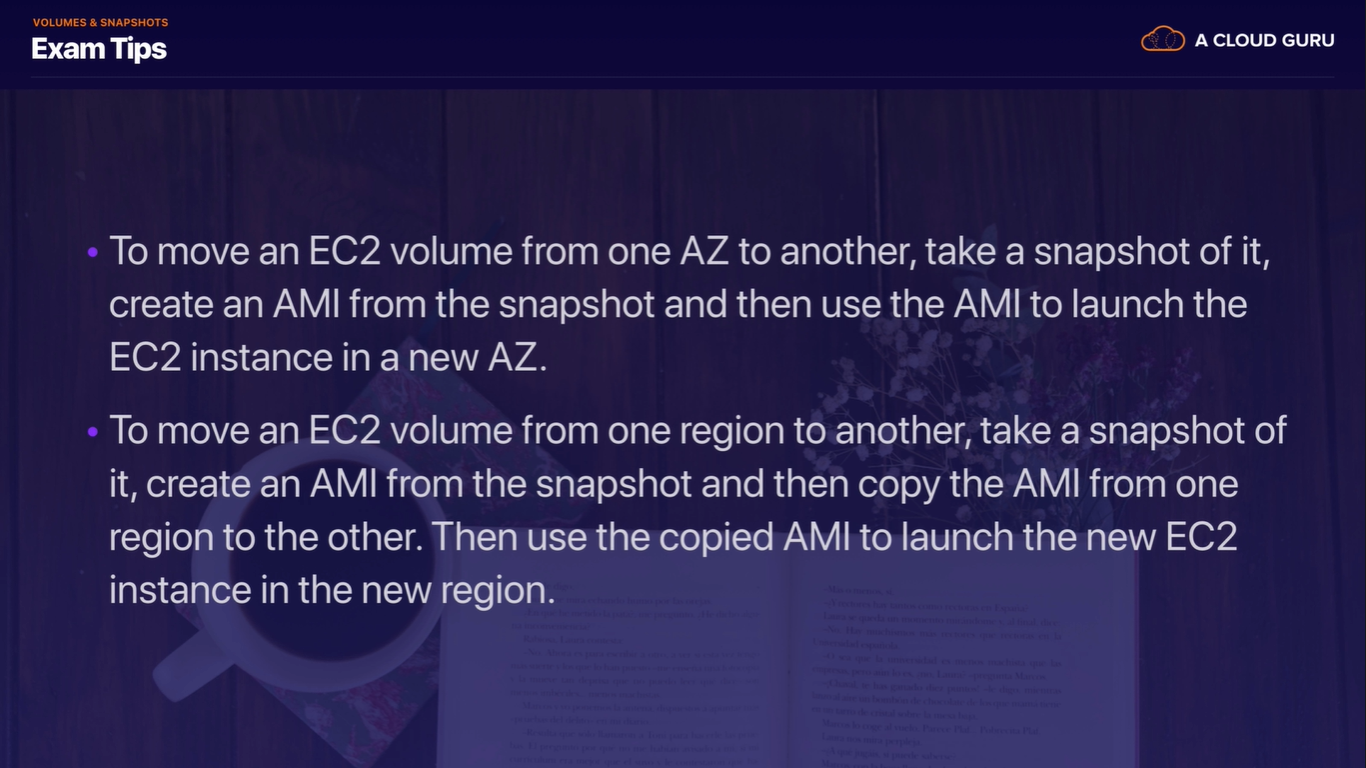 VOLUMES & SNAPSHOTS
Exam Tips
A CLOUD GURU
• To move an EC2 volume from one AZ to another, take a snapshot of it,
create an AMI from the snapshot and then use the AMI to launch the
EC2 instance in a new AZ.
• To move an EC2 volume from one region to another, take a snapshot of
it, create an AMI from the snapshot and then copy the AMI from one
region to the other. Then use the copied AMI to launch the new EC2
instance in the new region.